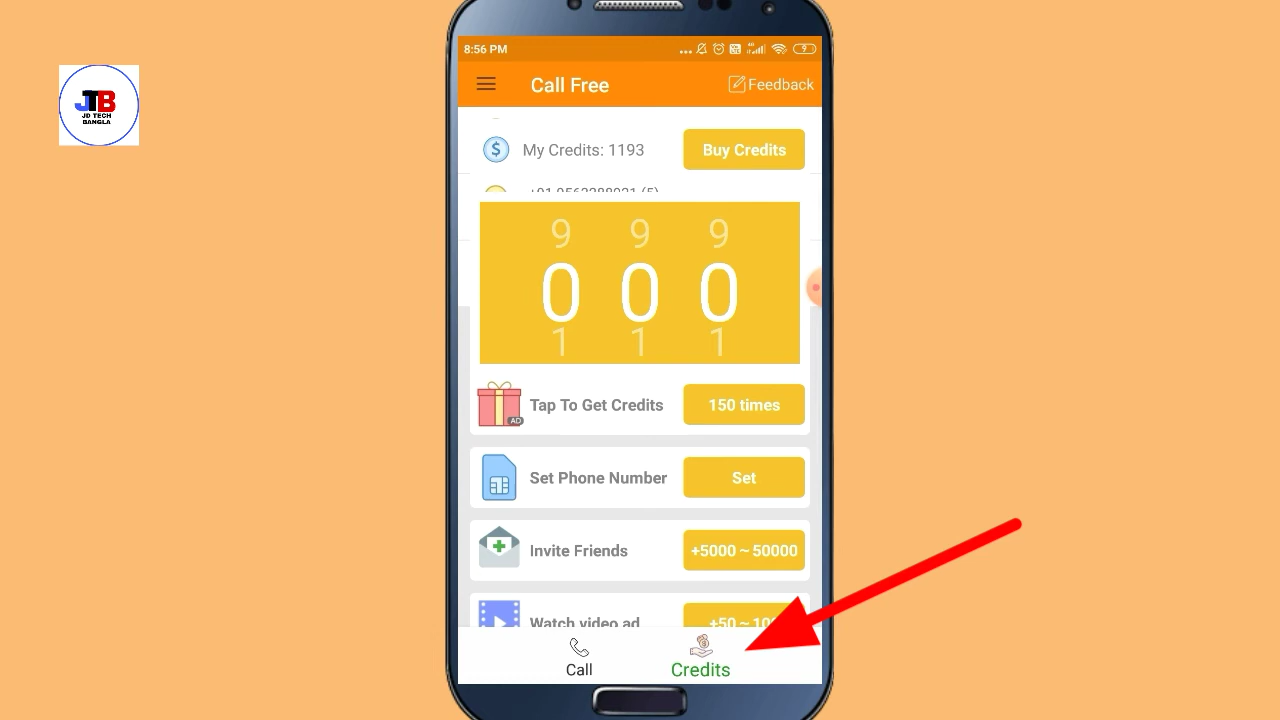 JTB
JD TECH
BANGLA
8:56 PM
9
Call Free
Feedback
My Credits: 1193
Buy Credits
9 9 9
0 0 0
1 1 1
AD
Tap To Get Credits
150 times
Set Phone Number
Set
Invite Friends
+5000 ~ 50000
Watch video ad
Call
Credits